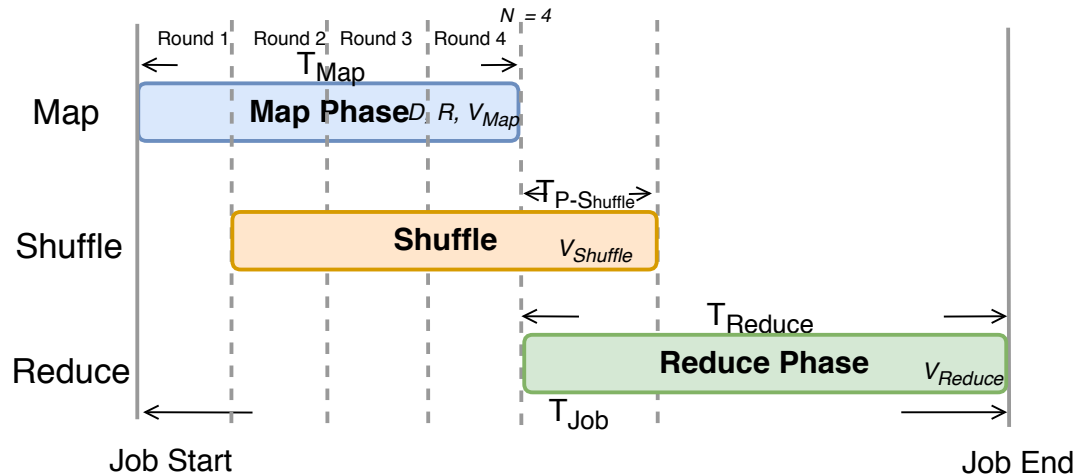 N = 4
Round 1 Round 2 Round 3 Round 4
T_Map
Map
Map Phase D, R, V_Map
T_P-Shuffle
Shuffle
Shuffle
V_Shuffle
T_Reduce
Reduce
Reduce Phase
V_Reduce
T_Job
Job Start
Job End